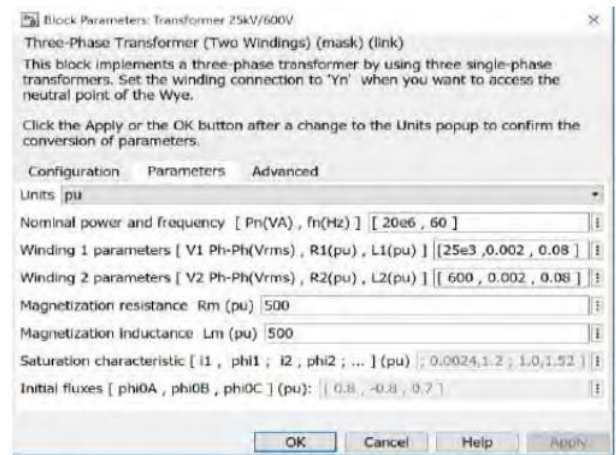 Block Parameters: Transformer 25kV/600V
Three-Phase Transformer (Two Windings) (mask) (link)
This block implements a three-phase transformer by using three single-phase
transformers. Set the winding connection to 'Yn' when you want to access the
neutral point of the Wye.
Click the Apply or the OK button after a change to the Units popup to confirm the
conversion of parameters.
Configuration Parameters Advanced
Units pu
Nominal power and frequency [ Pn(VA) , fn(Hz) ] [ 20e6 , 60 ]
Winding 1 parameters [ V1 Ph-Ph(Vrms) , R1(pu) , L1(pu) ] [25e3 ,0.002 , 0.08 ]
Winding 2 parameters [ V2 Ph-Ph(Vrms) , R2(pu) , L2(pu) ] [ 600 , 0.002 , 0.08 ]
Magnetization resistance Rm (pu) 500
Magnetization inductance Lm (pu) 500
Saturation characteristic [ i1 , phi1 ; i2 , phi2 ; ... ] (pu) ; 0.0024,1.2 ; 1.0,1.52 ]
Initial fluxes [ phi0A , phi0B , phi0C ] (pu): [ 0.8 , -0.8 , 0.7 ]
OK Cancel Help Apply